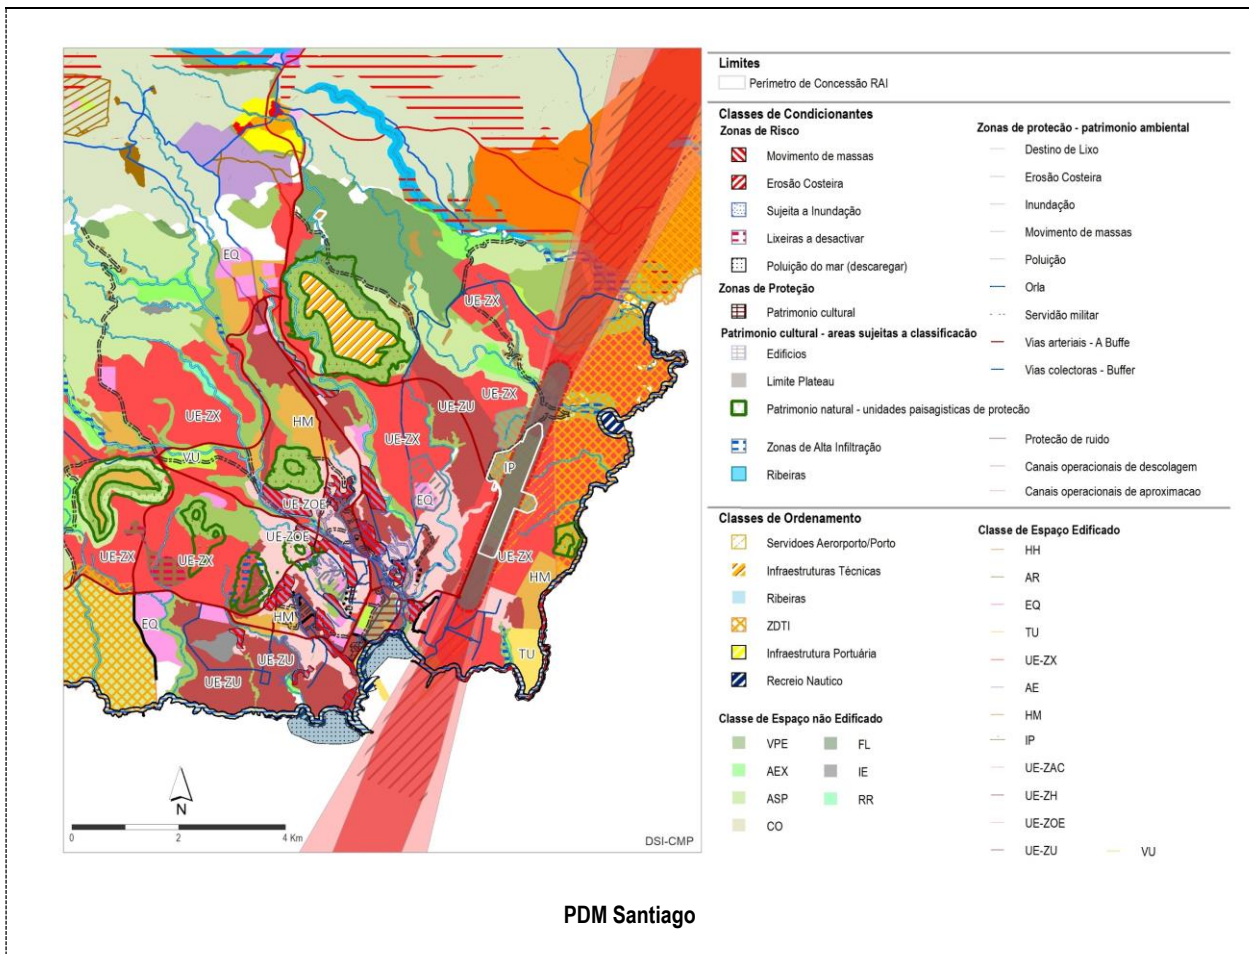 EQ
UE-ZX
UE-ZU
UE-ZX
UE-ZX
HM
UE-ZX
VU
IP
EQ
UE-ZOE
UE-ZOE
UE-ZX
UE-ZX
UE-ZX
HM
HM
EQ
TU
UE-ZU
UE-ZU
N
0 2 4 Km
DSI-CMP
Limites
Perimetro de Concessão RAI
Classes de Condicionantes
Zonas de Risco
Movimento de massas
Erosão Costeira
Sujeita a Inundação
Lixeiras a desactivar
Poluição do mar (descaregar)
Zonas de Proteção
Patrimonio cultural
Patrimonio cultural - areas sujeitas a classificacão
Edificios
Limite Plateau
Patrimonio natural - unidades paisagisticas de protecão
Zonas de Alta Infiltração
Ribeiras
Zonas de protecão - patrimonio ambiental
Destino de Lixo
Erosão Costeira
Inundação
Movimento de massas
Poluição
Orla
Servidão militar
Vias arteriais - A Buffe
Vias colectoras - Buffer
Protecão de ruido
Canais operacionais de descolagem
Canais operacionais de aproximacao
Classes de Ordenamento
Servidoes Aerorporto/Porto
Infraestruturas Técnicas
Ribeiras
ZDTI
Infraestrutura Portuária
Recreio Nautico
Classe de Espaço não Edificado
VPE
AEX
ASP
CO
FL
IE
RR
Classe de Espaço Edificado
HH
AR
EQ
TU
UE-ZX
AE
HM
IP
UE-ZAC
UE-ZH
UE-ZOE
UE-ZU
VU
PDM Santiago